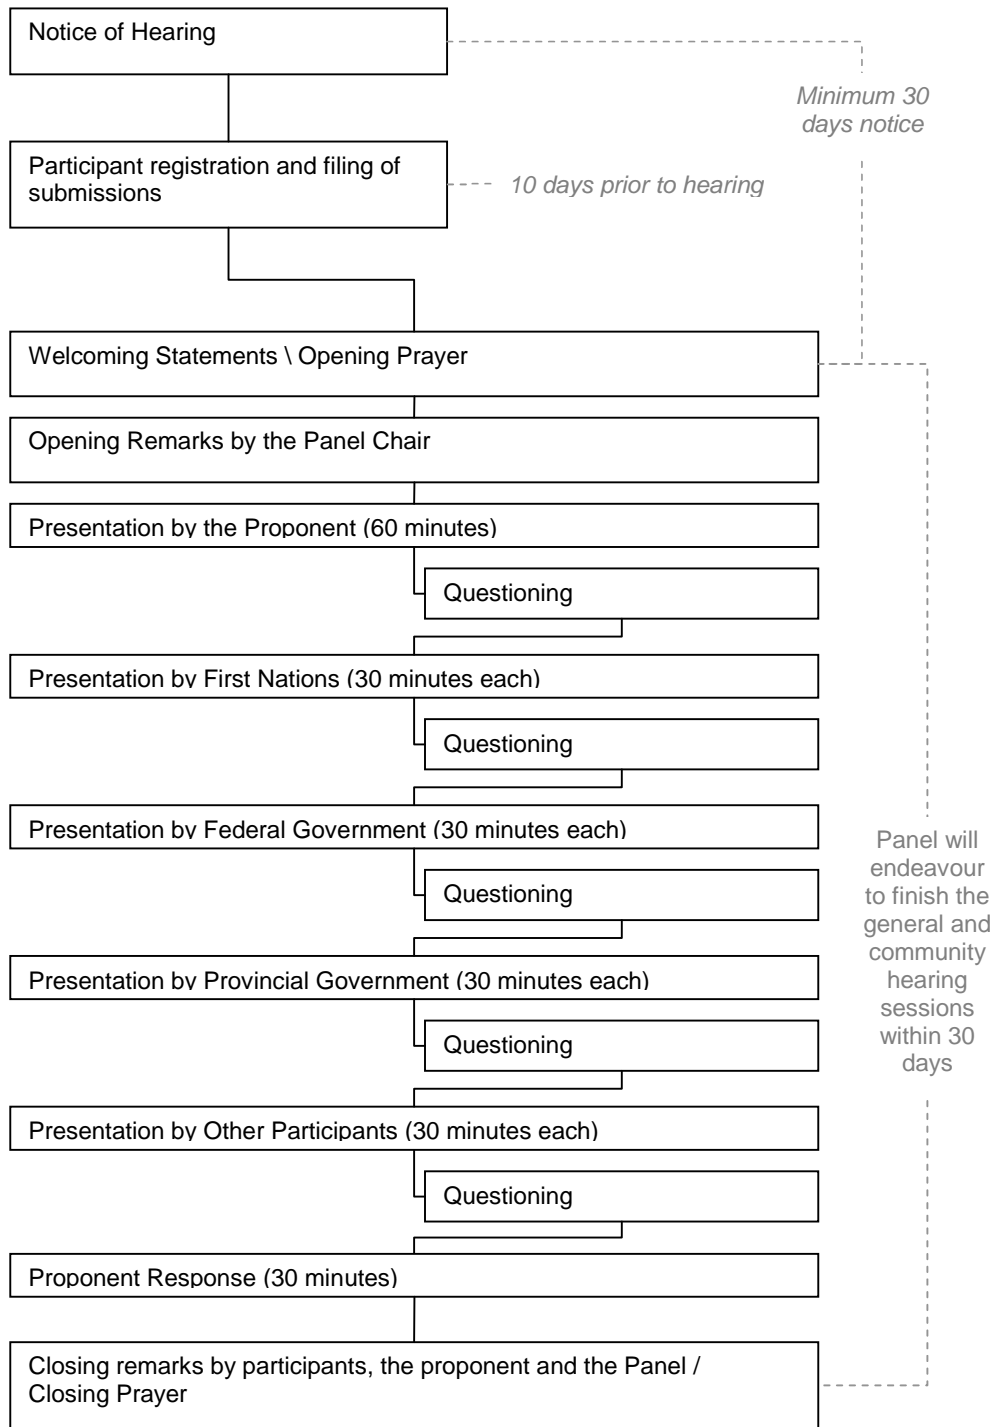 Notice of Hearing
Minimum 30
days notice
Participant registration and filing of
submissions
10 days prior to hearing
Welcoming Statements \ Opening Prayer
Opening Remarks by the Panel Chair
Presentation by the Proponent (60 minutes)
Questioning
Presentation by First Nations (30 minutes each)
Questioning
Presentation by Federal Government (30 minutes each)
Questioning
Presentation by Provincial Government (30 minutes each)
Questioning
Presentation by Other Participants (30 minutes each)
Questioning
Proponent Response (30 minutes)
Closing remarks by participants, the proponent and the Panel /
Closing Prayer
Panel will
endeavour
to finish the
general and
community
hearing
sessions
within 30
days